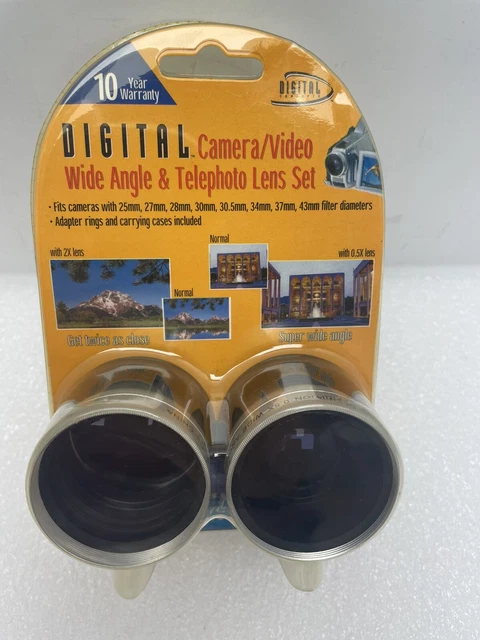 10 Year
Warranty
DIGITAL
DIGITAL™ Camera/Video
Wide Angle & Telephoto Lens Set
• Fits cameras with 25mm, 27mm, 28mm, 30mm, 30.5mm, 34mm, 37mm, 43mm filter diameters
• Adapter rings and carrying cases included
Normal
with 2X lens
with 0.5X lens
Normal
Get twice as close
Super wide angle